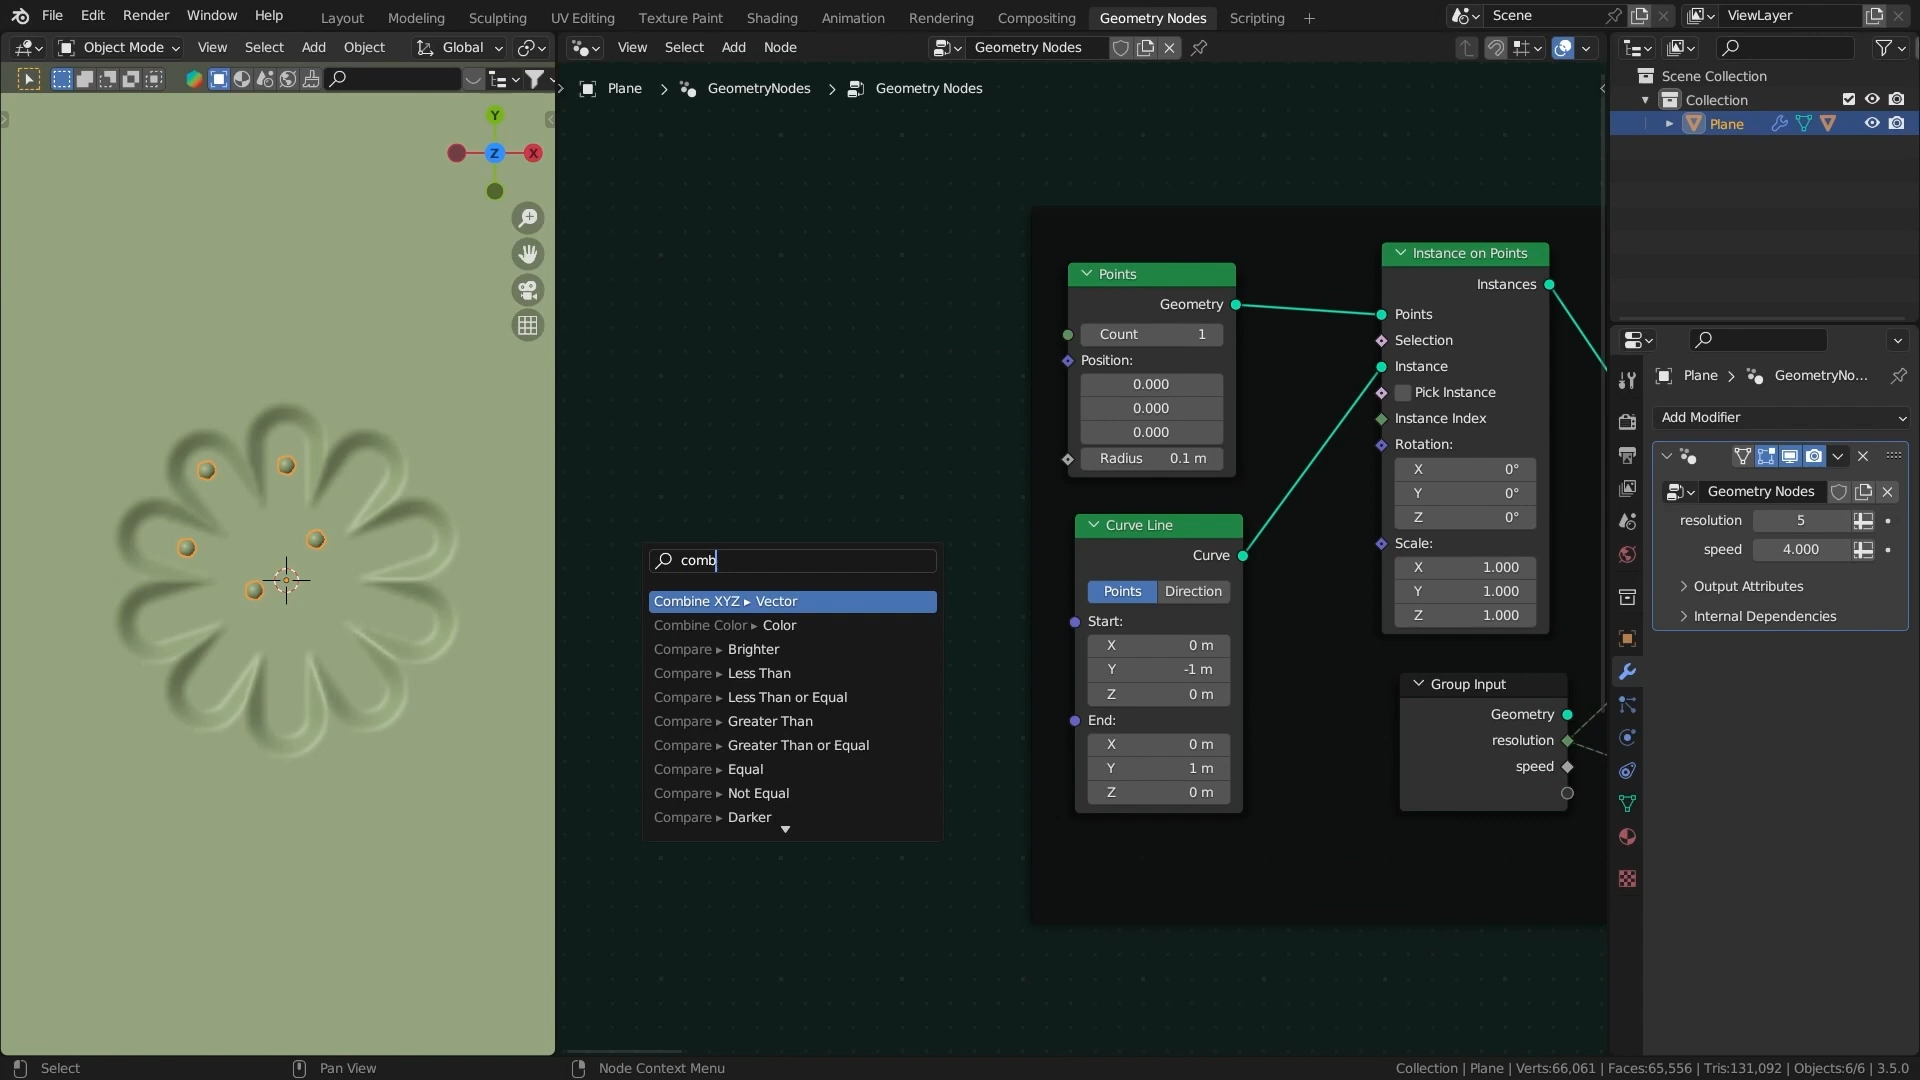 File Edit Render Window Help
Layout Modeling Sculpting UV Editing Texture Paint Shading Animation Rendering Compositing Geometry Nodes Scripting +
Scene
ViewLayer
Object Mode View Select Add Object Global
View Select Add Node Geometry Nodes
Plane > GeometryNodes > Geometry Nodes
Y
Z
X
Points
Geometry
Count 1
Position:
0.000
0.000
0.000
Radius 0.1 m
Curve Line
Curve
Points Direction
Start:
X 0 m
Y -1 m
Z 0 m
End:
X 0 m
Y 1 m
Z 0 m
comb
Combine XYZ ▸ Vector
Combine Color ▸ Color
Compare ▸ Brighter
Compare ▸ Less Than
Compare ▸ Less Than or Equal
Compare ▸ Greater Than
Compare ▸ Greater Than or Equal
Compare ▸ Equal
Compare ▸ Not Equal
Compare ▸ Darker
Instance on Points
Instances
Points
Selection
Instance
Pick Instance
Instance Index
Rotation:
X 0°
Y 0°
Z 0°
Scale:
X 1.000
Y 1.000
Z 1.000
Group Input
Geometry
resolution
speed
Scene Collection
Collection
Plane
Plane > GeometryNo...
Add Modifier
Geometry Nodes
resolution 5
speed 4.000
Output Attributes
Internal Dependencies
Select
Pan View
Node Context Menu
Collection | Plane | Verts:66,061 | Faces:65,556 | Tris:131,092 | Objects:6/6 | 3.5.0